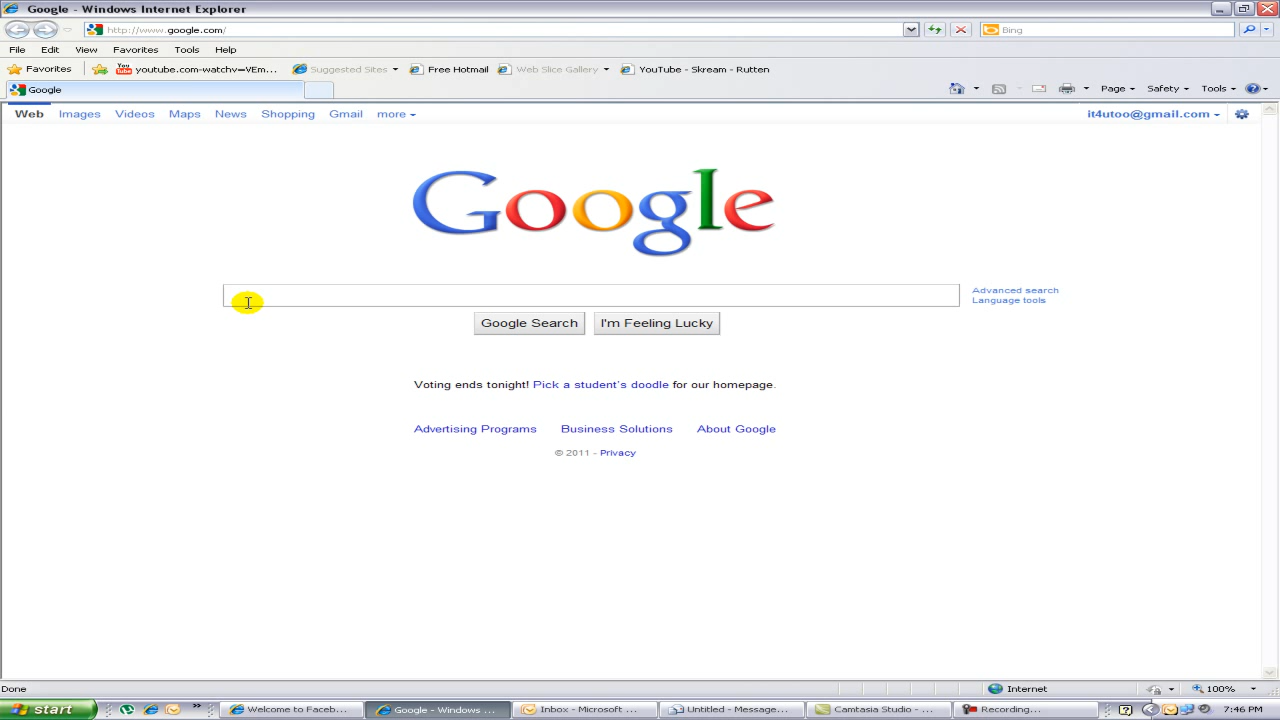 Google - Windows Internet Explorer
http://www.google.com/
Bing
File Edit View Favorites Tools Help
Favorites youtube.com-watchv=VEm... Suggested Sites Free Hotmail Web Slice Gallery YouTube - Skream - Rutten
Google
Page Safety Tools
Web Images Videos Maps News Shopping Gmail more
it4utoo@gmail.com
Google
Advanced search
Language tools
Google Search I'm Feeling Lucky
Voting ends tonight! Pick a student's doodle for our homepage.
Advertising Programs Business Solutions About Google
© 2011 - Privacy
Done
Internet
100%
start
Welcome to Faceb...
Google - Windows ...
Inbox - Microsoft ...
Untitled - Message...
Camtasia Studio - ...
Recording...
7:46 PM